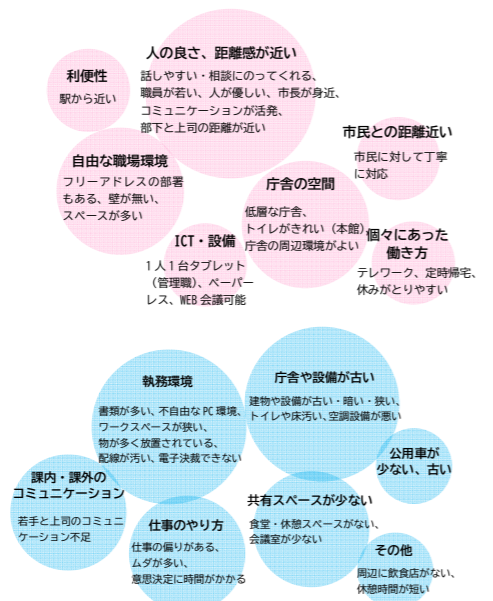 人の良さ、距離感が近い
話しやすい・相談にのってくれる、
職員が若い、人が優しい、市長が身近、
コミュニケーションが活発、
部下と上司の距離が近い
利便性
駅から近い
市民との距離近い
市民に対して丁寧
に対応
自由な職場環境
フリーアドレスの部署
もある、壁が無い、
スペースが多い
庁舎の空間
低層な庁舎、
トイレがきれい（本館）
庁舎の周辺環境がよい
ICT・設備
1人1台タブレット
（管理職）、ペーパー
レス、WEB会議可能
個々にあった
働き方
テレワーク、定時帰宅、
休みがとりやすい
執務環境
書類が多い、不自由なPC環境、
ワークスペースが狭い、
物が多く放置されている、
配線が汚い、電子決裁できない
庁舎や設備が古い
建物や設備が古い・暗い・狭い、
トイレや床汚い、空調設備が悪い
公用車が
少ない、古い
課内・課外の
コミュニケーション
若手と上司のコミュニ
ケーション不足
仕事のやり方
仕事の偏りがある、
ムダが多い、
意思決定に時間がかかる
共有スペースが少ない
食堂・休憩スペースがない、
会議室が少ない
その他
周辺に飲食店がない、
休憩時間が短い